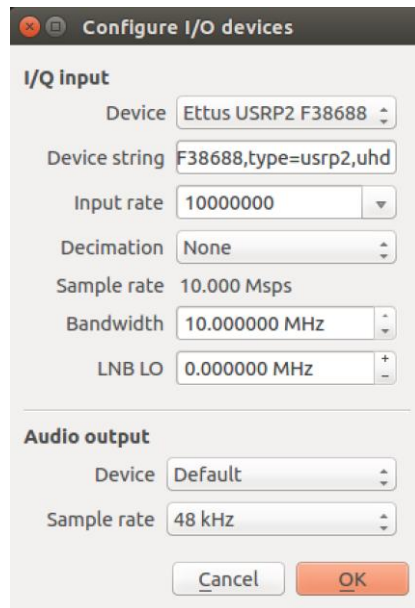 Configure I/O devices
I/Q input
Device Ettus USRP2 F38688
Device string F38688,type=usrp2,uhd
Input rate 10000000
Decimation None
Sample rate 10.000 Msps
Bandwidth 10.000000 MHz
LNB LO 0.000000 MHz
Audio output
Device Default
Sample rate 48 kHz
Cancel OK